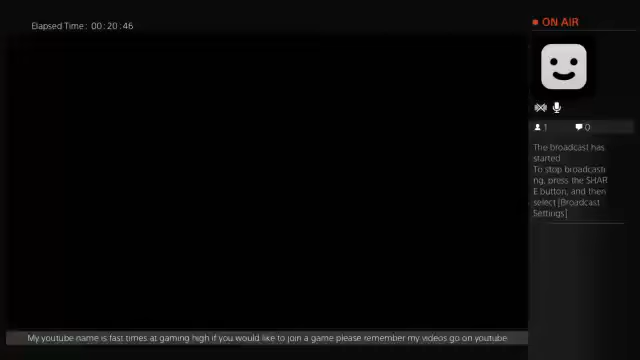 Elapsed Time : 00:20:46
ON AIR
1
0
The broadcast has
started.
To stop broadcasti
ng, press the SHAR
E button, and then
select [Broadcast
Settings].
My youtube name is fast times at gaming high if you would like to join a game please remember my videos go on youtube